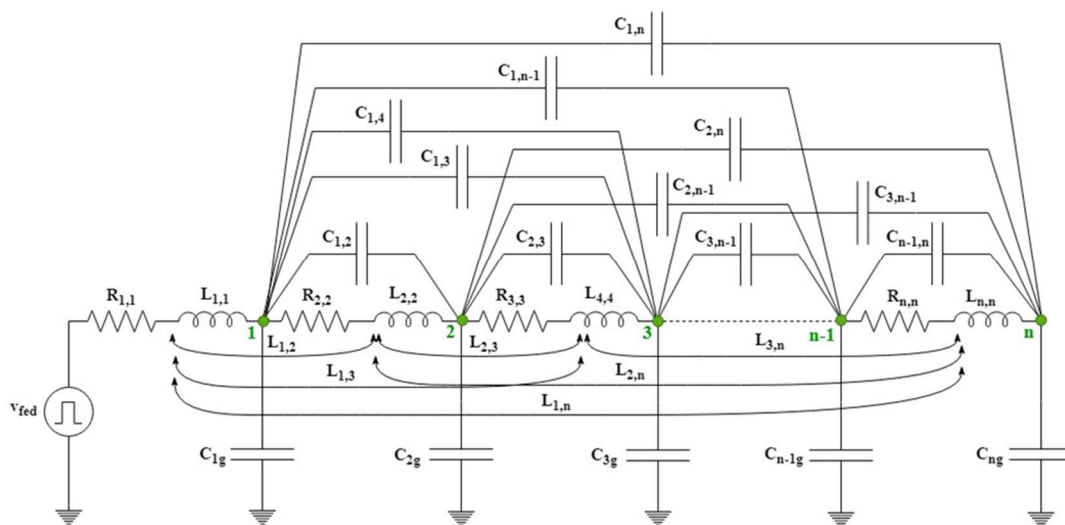 C1,n
C1,n-1
C1,4
C2,n
C1,3
C2,n-1
C3,n-1
C1,2
C2,3
C3,n-1
Cn-1,n
R1,1
L1,1
R2,2
L2,2
R3,3
L4,4
Rn,n
Ln,n
1
2
3
n-1
n
L1,2
L2,3
L3,n
L1,3
L2,n
L1,n
vfed
C1g
C2g
C3g
Cn-1g
Cng